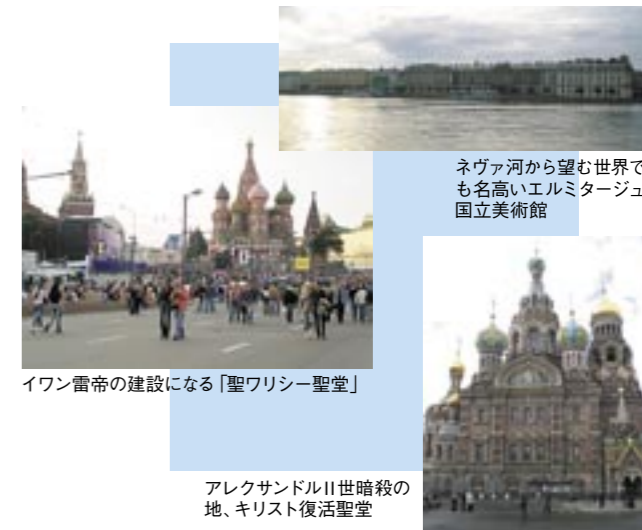 ネヴァ河から望む世界で
も名高いエルミタージュ
国立美術館
イワン雷帝の建設になる「聖ワリシー聖堂」
アレクサンドルII世暗殺の
地、キリスト復活聖堂